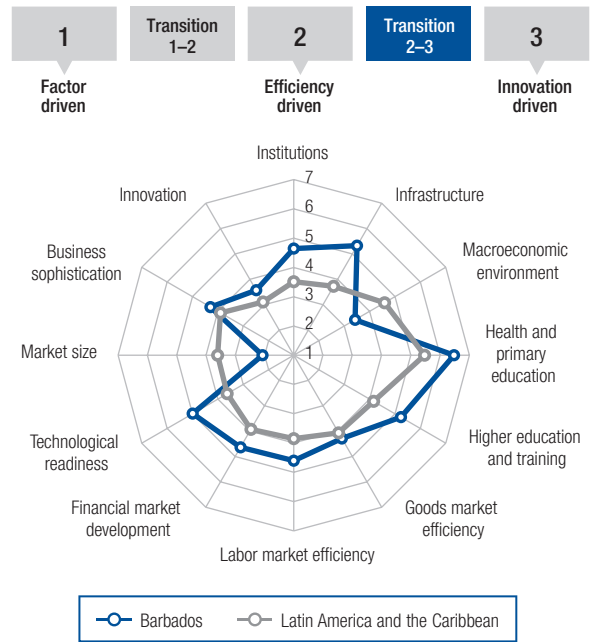 1
Transition
1–2
2
Transition
2–3
3
Factor
driven
Efficiency
driven
Innovation
driven
Institutions
7
6
5
4
3
2
1
Infrastructure
Macroeconomic
environment
Health and
primary
education
Higher education
and training
Goods market
efficiency
Labor market efficiency
Financial market
development
Technological
readiness
Market size
Business
sophistication
Innovation
Barbados
Latin America and the Caribbean